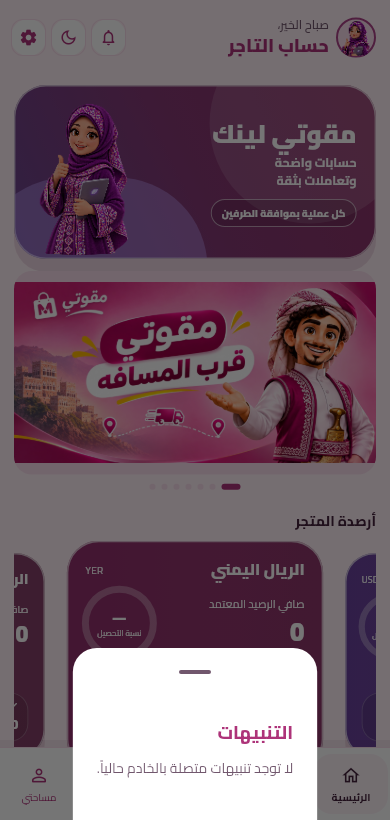 صباح الخير،
حساب التاجر
مقوتي لينك
حسابات واضحة
وتعاملات بثقة
كل عملية بموافقة الطرفين
مقوتي
M
مقوتي
قرب المسافه
أرصدة المتجر
الريال اليمني
YER
صافي الرصيد المعتمد
0
نسبة التحصيل
0
التنبيهات
لا توجد تنبيهات متصلة بالخادم حالياً.
الرئيسية
مساحتي